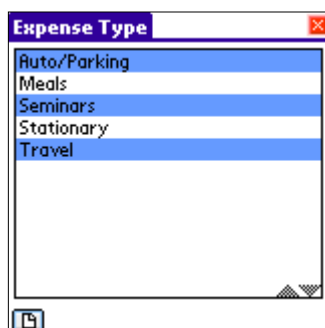 Expense Type
Auto/Parking
Meals
Seminars
Stationary
Travel